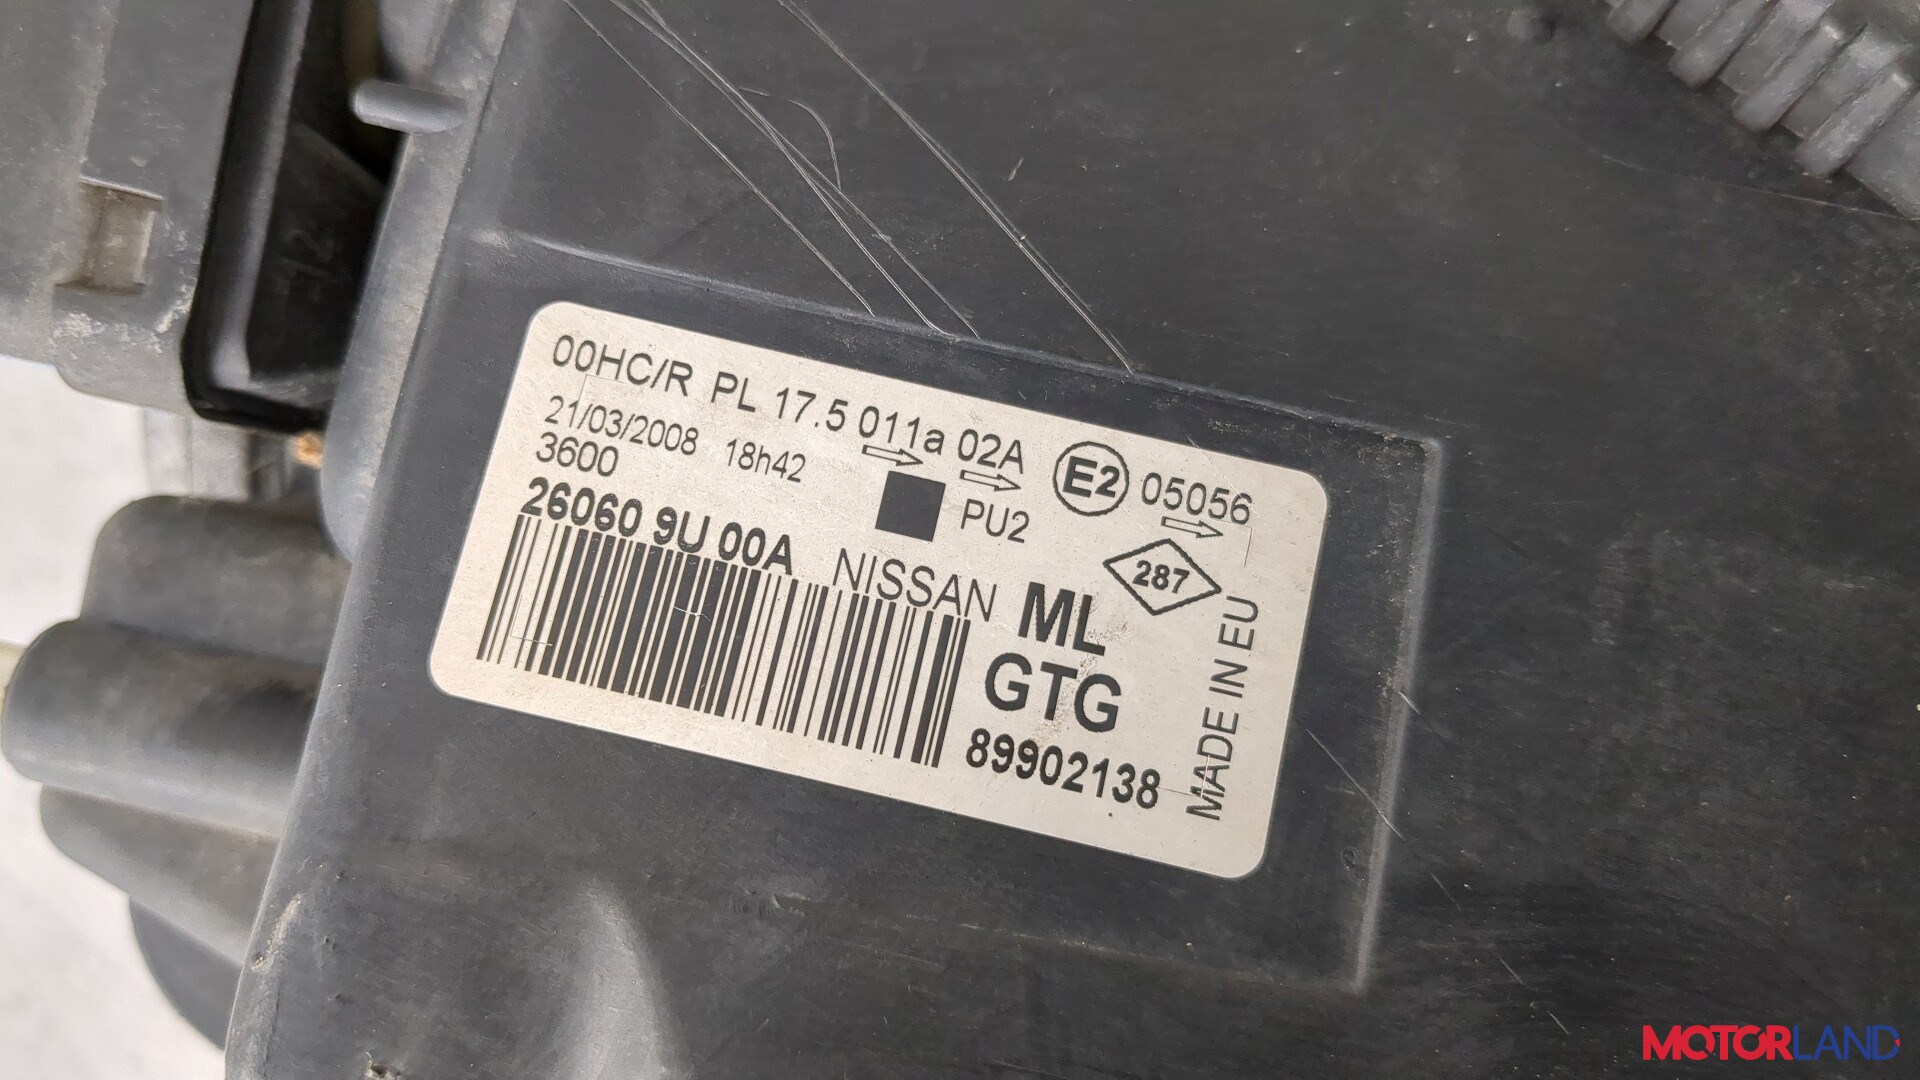 00HC/R PL 17.5 011a 02A E2 05056
21/03/2008 18h42
3600
PU2
26060 9U 00A
NISSAN
287
ML
GTG
89902138
MADE IN EU
12
MOTORLAND